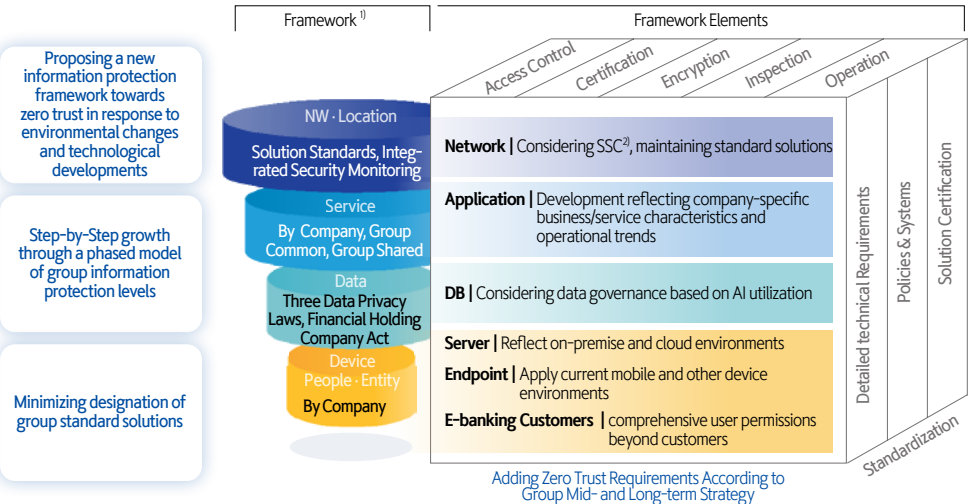 Framework 1)
Framework Elements
Proposing a new
information protection
framework towards
zero trust in response to
environmental changes
and technological
developments
Step-by-Step growth
through a phased model
of group information
protection levels
Minimizing designation of
group standard solutions
NW · Location
Solution Standards, Integ-
rated Security Monitoring
Service
By Company, Group
Common, Group Shared
Data
Three Data Privacy
Laws, Financial Holding
Company Act
Device
People · Entity
By Company
Access Control
Certification
Encryption
Inspection
Operation
Network | Considering SSC2), maintaining standard solutions
Application | Development reflecting company-specific
business/service characteristics and
operational trends
DB | Considering data governance based on AI utilization
Server | Reflect on-premise and cloud environments
Endpoint | Apply current mobile and other device
environments
E-banking Customers | comprehensive user permissions
beyond customers
Detailed technical Requirements
Policies & Systems
Solution Certification
Standardization
Adding Zero Trust Requirements According to
Group Mid- and Long-term Strategy